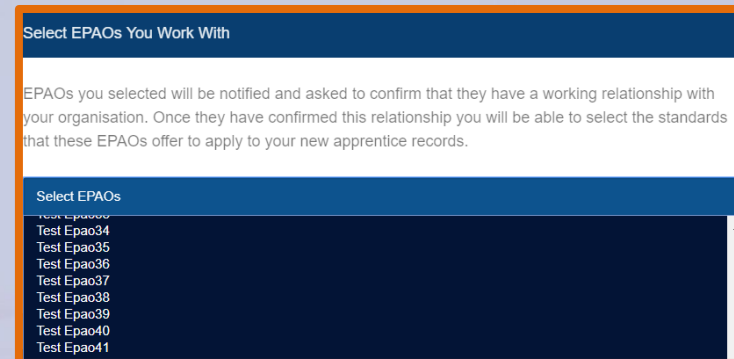 Select EPAOs You Work With
EPAOs you selected will be notified and asked to confirm that they have a working relationship with
your organisation. Once they have confirmed this relationship you will be able to select the standards
that these EPAOs offer to apply to your new apprentice records.
Select EPAOs
Test Epao34
Test Epao35
Test Epao36
Test Epao37
Test Epao38
Test Epao39
Test Epao40
Test Epao41